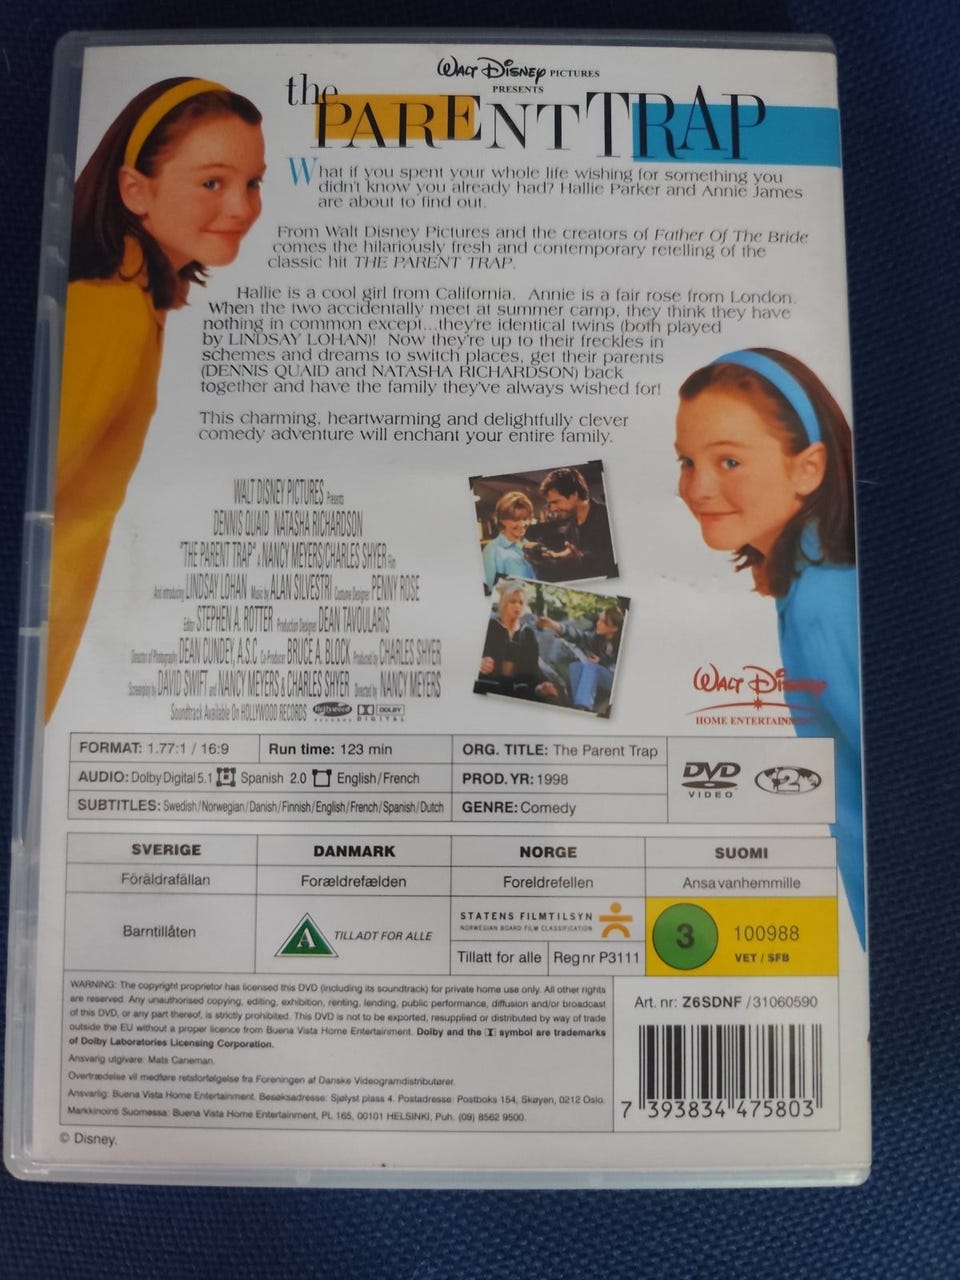 WALT DISNEY PICTURES
PRESENTS
the
PARENT TRAP
What if you spent your whole life wishing for something you
didn't know you already had? Hallie Parker and Annie James
are about to find out.
From Walt Disney Pictures and the creators of Father Of The Bride
comes the hilariously fresh and contemporary retelling of the
classic hit THE PARENT TRAP.
Hallie is a cool girl from California. Annie is a fair rose from London.
When the two accidentally meet at summer camp, they think they have
nothing in common except...they're identical twins (both played
by LINDSAY LOHAN)! Now they're up to their freckles in
schemes and dreams to switch places, get their parents
(DENNIS QUAID and NATASHA RICHARDSON) back
together and have the family they've always wished for!
This charming, heartwarming and delightfully clever
comedy adventure will enchant your entire family.
WALT DISNEY PICTURES Presents
DENNIS QUAID NATASHA RICHARDSON
"THE PARENT TRAP" A NANCY MEYERS/CHARLES SHYER Film
And introducing LINDSAY LOHAN Music by ALAN SILVESTRI Costume Designer PENNY ROSE
Editor STEPHEN A. ROTTER Production Designer DEAN TAVOULARIS
Director of Photography DEAN CUNDEY, A.S.C. Co-Producer BRUCE A. BLOCK Produced by CHARLES SHYER
Screenplay by DAVID SWIFT and NANCY MEYERS & CHARLES SHYER Directed by NANCY MEYERS
Soundtrack Available On HOLLYWOOD RECORDS Hollywood RECORDS DOLBY DIGITAL
WALT DISNEY
HOME ENTERTAINMENT
FORMAT: 1.77:1 / 16:9 Run time: 123 min ORG. TITLE: The Parent Trap
AUDIO: Dolby Digital 5.1 Spanish 2.0 English/French PROD. YR: 1998
SUBTITLES: Swedish/Norwegian/Danish/Finnish/English/French/Spanish/Dutch GENRE: Comedy
DVD
VIDEO
2
SVERIGE DANMARK NORGE SUOMI
Föräldrafällan Forældrefælden Foreldrefellen Ansa vanhemmille
Barntillåten
A TILLADT FOR ALLE
STATENS FILMTILSYN
NORWEGIAN BOARD FILM CLASSIFICATION
Tillatt for alle Reg nr P3111
3 100988
VET / SFB
WARNING: The copyright proprietor has licensed this DVD (including its soundtrack) for private home use only. All other rights
are reserved. Any unauthorised copying, editing, exhibition, renting, lending, public performance, diffusion and/or broadcast
of this DVD, or any part thereof, is strictly prohibited. This DVD is not to be exported, resupplied or distributed by way of trade
outside the EU without a proper licence from Buena Vista Home Entertainment. Dolby and the symbol are trademarks
of Dolby Laboratories Licensing Corporation.
Ansvarig utgivare: Mats Caneman.
Overtrædelse vil medføre retsforfølgelse fra Foreningen af Danske Videogramdistributører.
Ansvarlig: Buena Vista Home Entertainment. Besøksadresse: Sjølyst plass 4. Postadresse: Postboks 154, Skøyen, 0212 Oslo.
Markkinointi Suomessa: Buena Vista Home Entertainment, PL 165, 00101 HELSINKI, Puh. (09) 8562 9500.
Art. nr: Z6SDNF /31060590
7 393834 475803
© Disney.